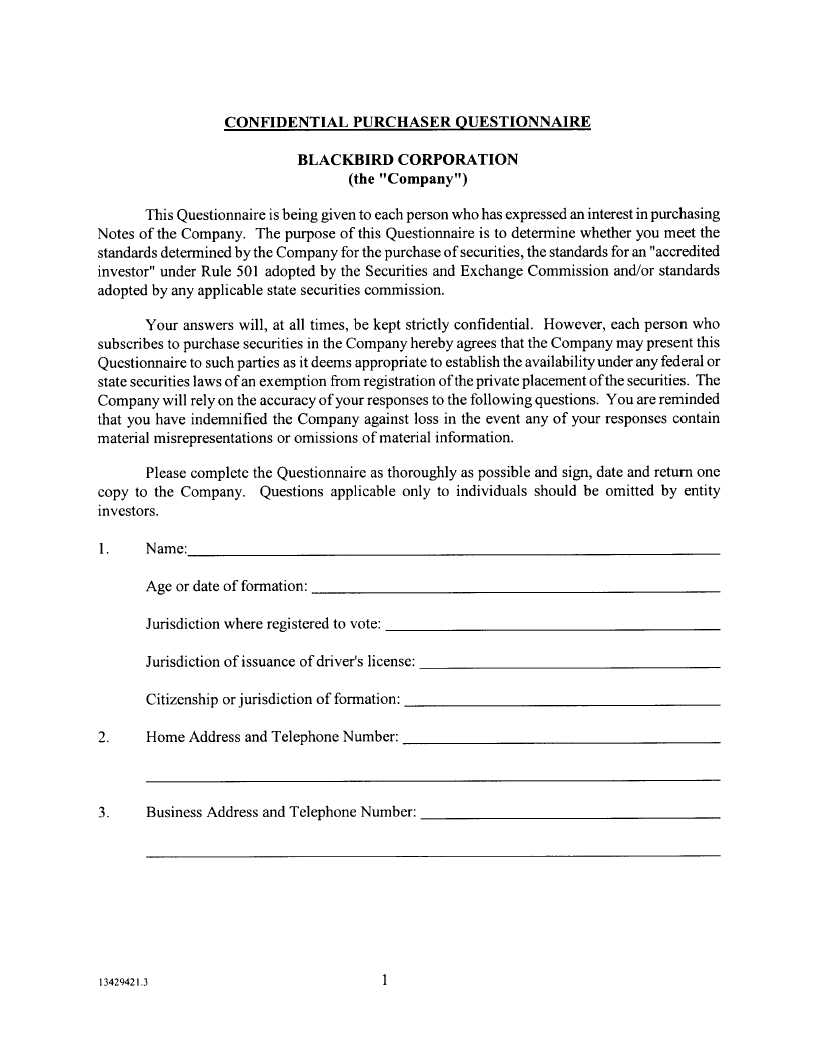 CONFIDENTIAL PURCHASER QUESTIONNAIRE
BLACKBIRD CORPORATION
(the "Company")
This Questionnaire is being given to each person who has expressed an interest in purchasing
Notes of the Company. The purpose of this Questionnaire is to determine whether you meet the
standards determined by the Company for the purchase of securities, the standards for an "accredited
investor" under Rule 501 adopted by the Securities and Exchange Commission and/or standards
adopted by any applicable state securities commission.
Your answers will, at all times, be kept strictly confidential. However, each person who
subscribes to purchase securities in the Company hereby agrees that the Company may present this
Questionnaire to such parties as it deems appropriate to establish the availability under any federal or
state securities laws of an exemption from registration of the private placement of the securities. The
Company will rely on the accuracy of your responses to the following questions. You are reminded
that you have indemnified the Company against loss in the event any of your responses contain
material misrepresentations or omissions of material information.
Please complete the Questionnaire as thoroughly as possible and sign, date and return one
copy to the Company. Questions applicable only to individuals should be omitted by entity
investors.
1. Name:
Age or date of formation:
Jurisdiction where registered to vote:
Jurisdiction of issuance of driver's license:
Citizenship or jurisdiction of formation:
2. Home Address and Telephone Number:
3. Business Address and Telephone Number:
13429421.3 1